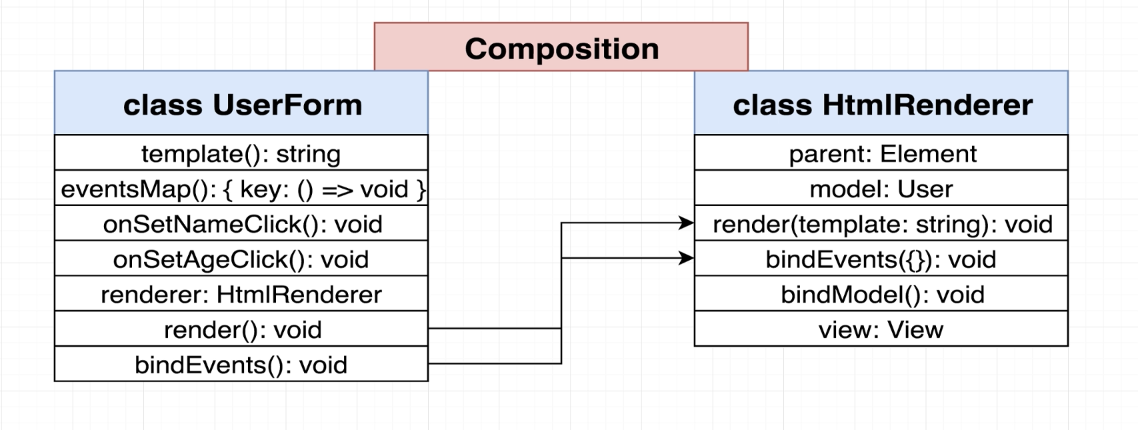 Composition
class UserForm
template(): string
eventsMap(): { key: () => void }
onSetNameClick(): void
onSetAgeClick(): void
renderer: HtmlRenderer
render(): void
bindEvents(): void
class HtmlRenderer
parent: Element
model: User
render(template: string): void
bindEvents({}): void
bindModel(): void
view: View